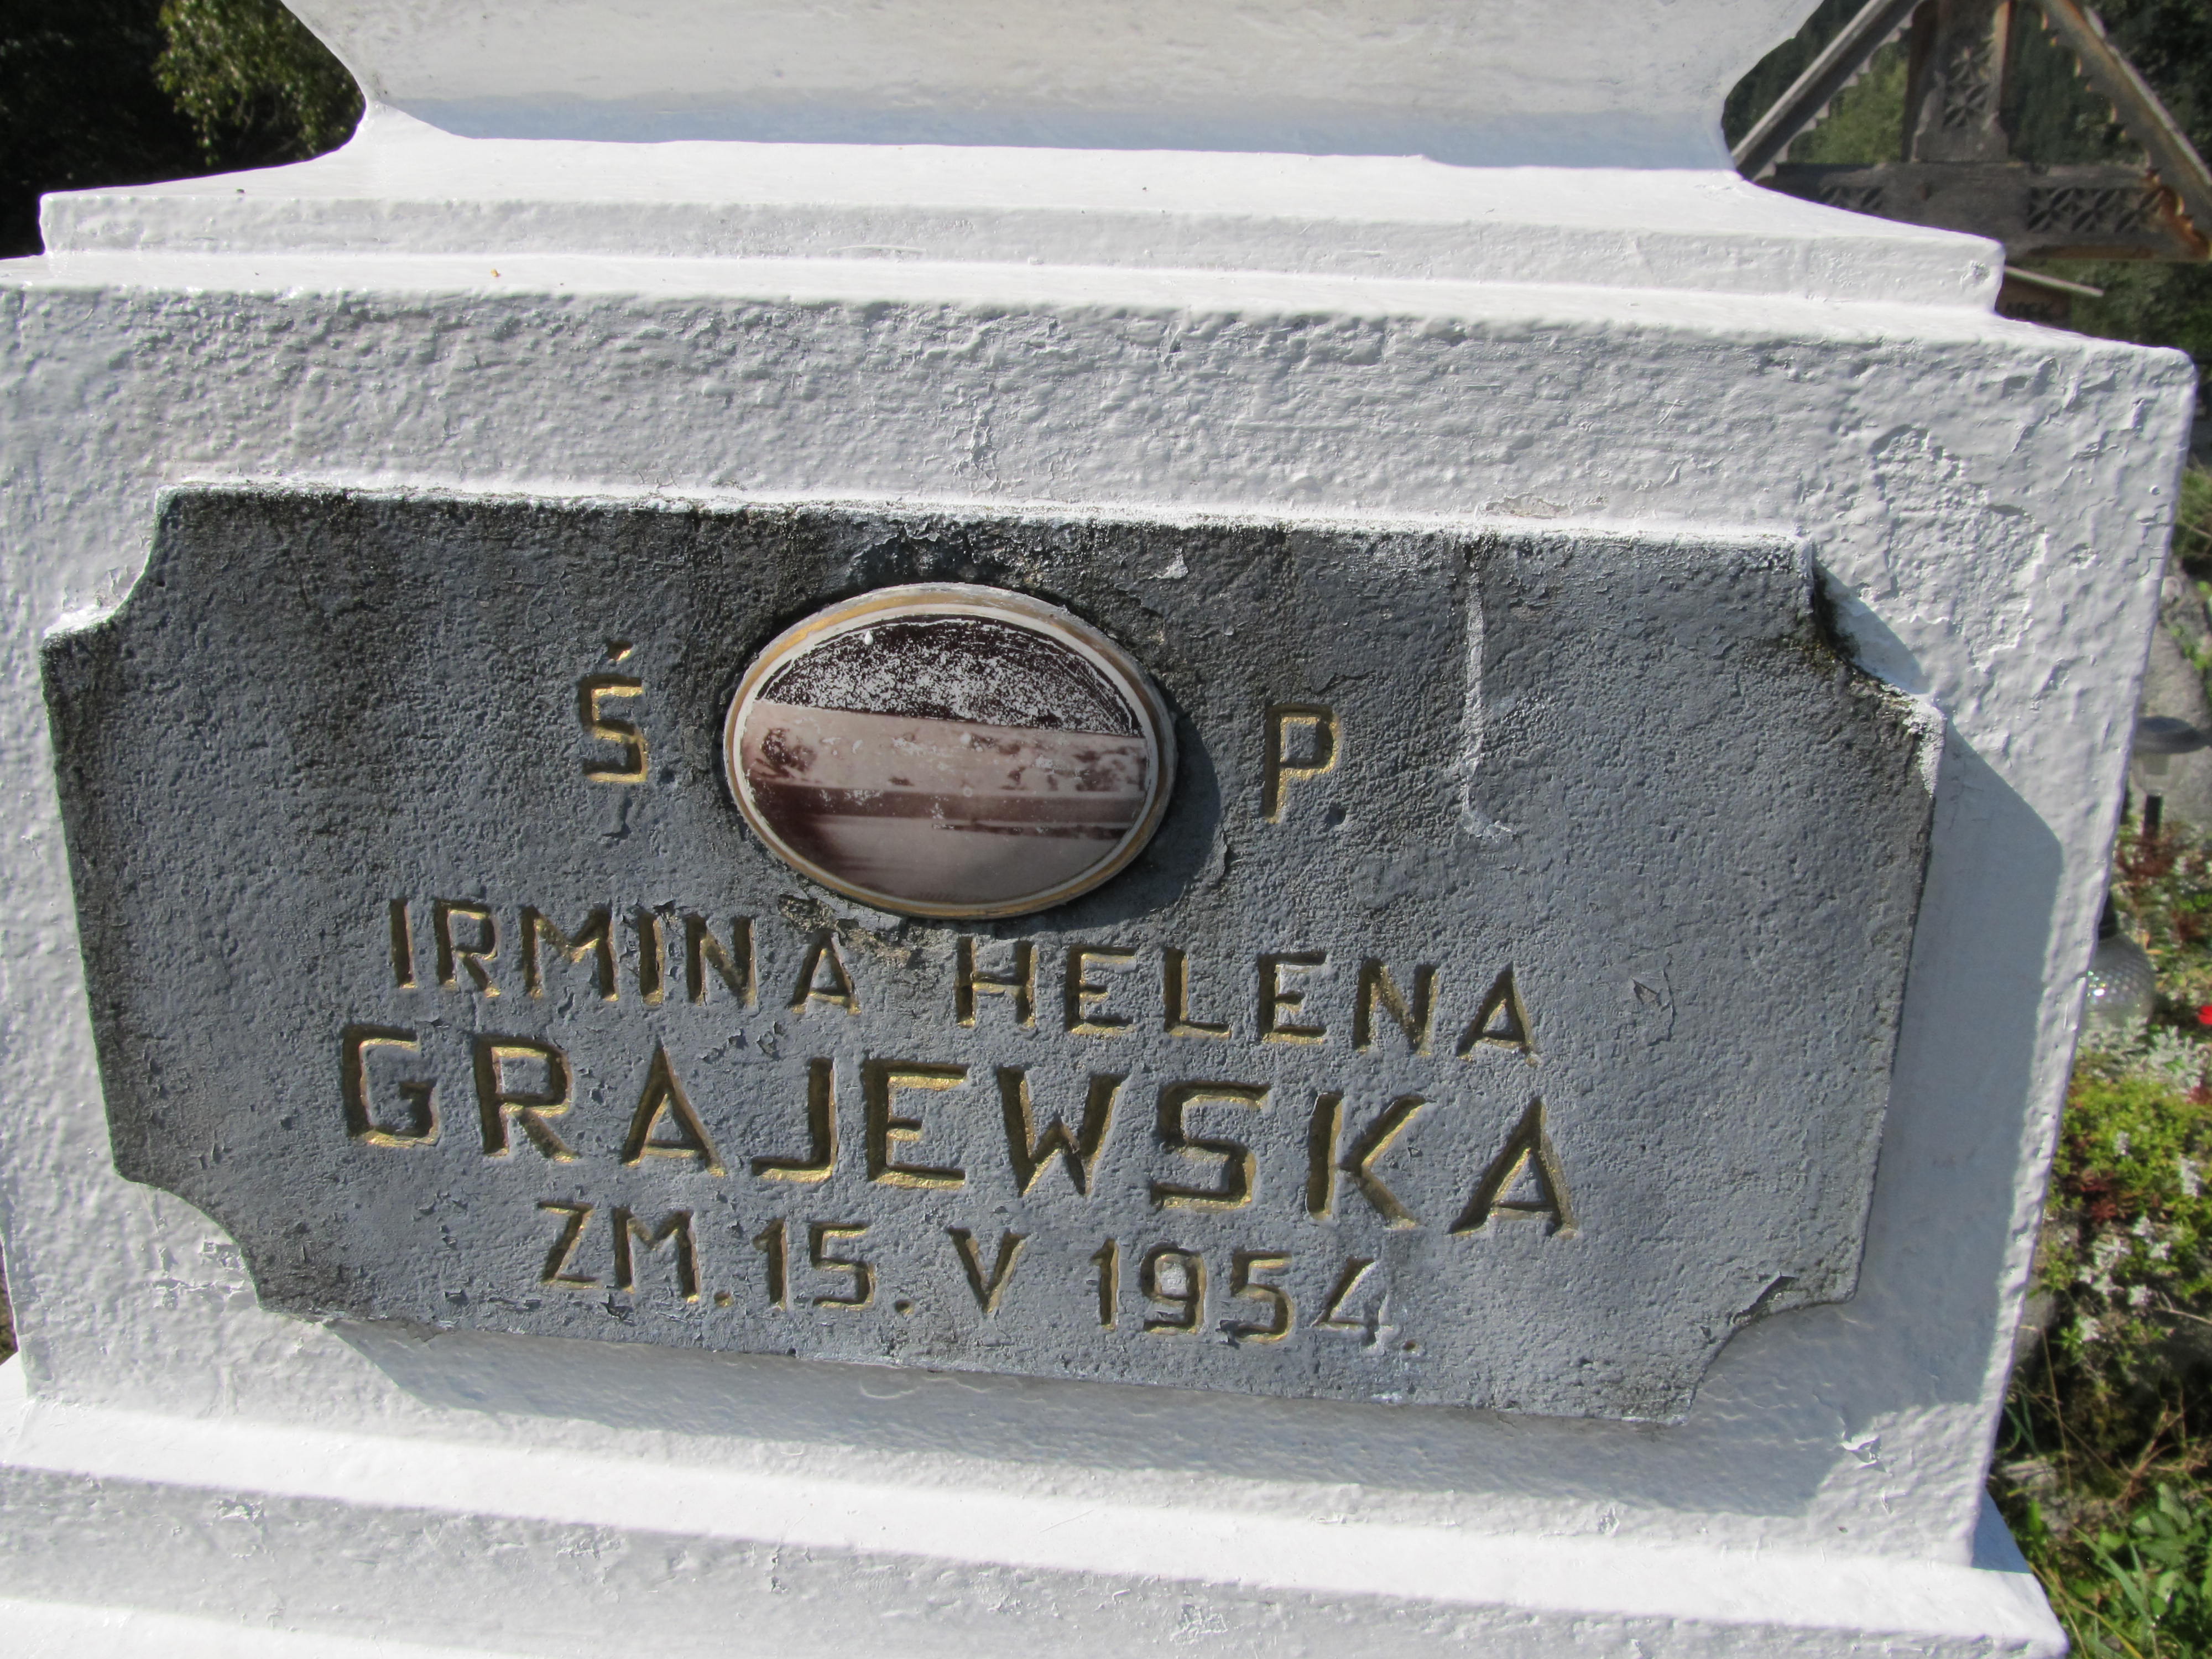 Ś P.
IRMINA HELENA
GRAJEWSKA
ZM. 15. V 1954.